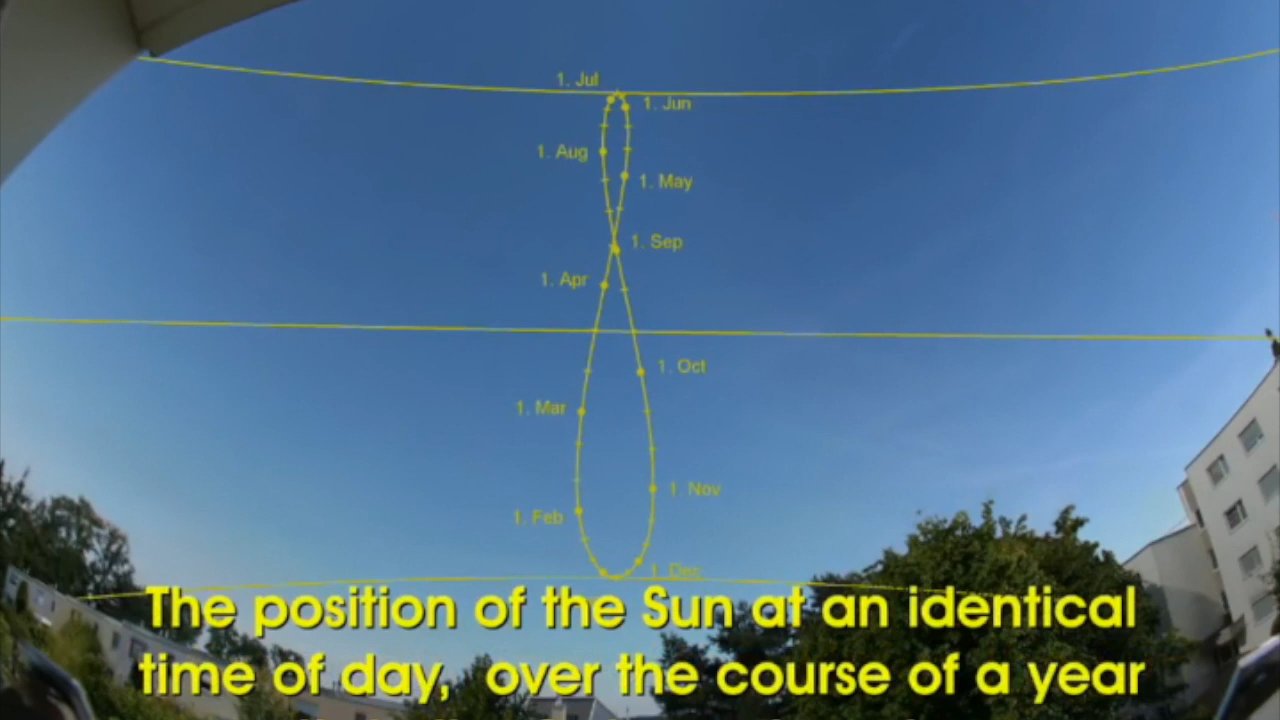 1. Jul
1. Jun
1. Aug
1. May
1. Sep
1. Apr
1. Oct
1. Mar
1. Nov
1. Feb
1. Dec
The position of the Sun at an identical
time of day, over the course of a year